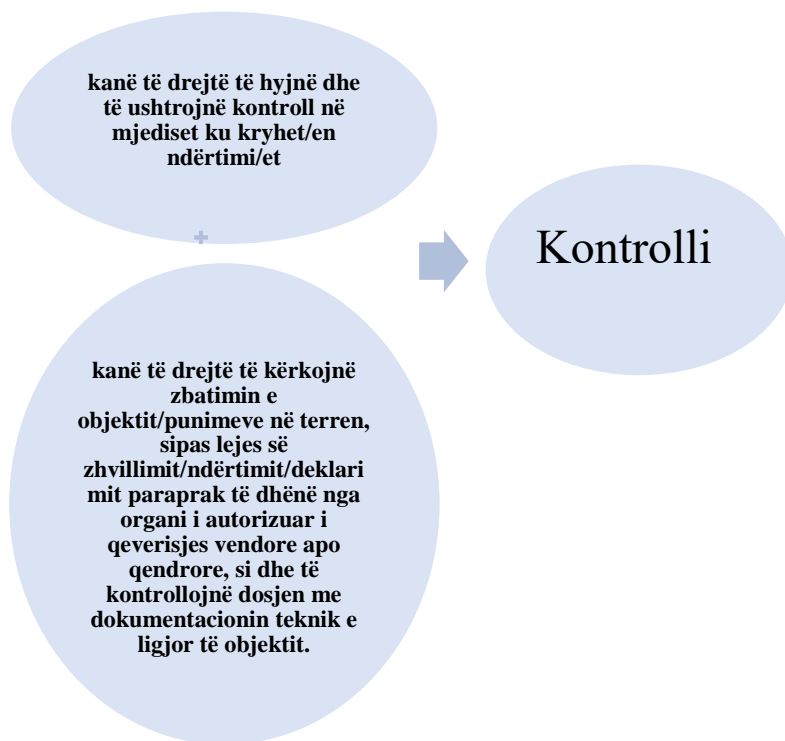 kanë të drejtë të hyjnë dhe
të ushtrojnë kontroll në
mjediset ku kryhet/en
ndërtimi/et
kanë të drejtë të kërkojnë
zbatimin e
objektit/punimeve në terren,
sipas lejes së
zhvillimit/ndërtimit/deklari
mit paraprak të dhënë nga
organi i autorizuar i
qeverisjes vendore apo
qendrore, si dhe të
kontrollojnë dosjen me
dokumentacionin teknik e
ligjor të objektit.
Kontrolli